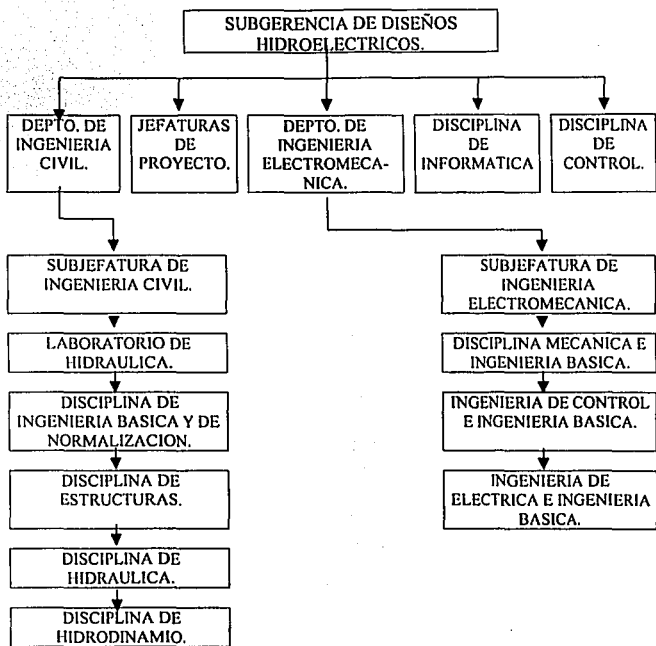 SUBGERENCIA DE DISEÑOS
HIDROELECTRICOS.
DEPTO. DE
INGENIERIA
CIVIL.
JEFATURAS
DE
PROYECTO.
DEPTO. DE
INGENIERIA
ELECTROMECA-
NICA.
DISCIPLINA
DE
INFORMATICA
DISCIPLINA
DE
CONTROL.
SUBJEFATURA DE
INGENIERIA CIVIL.
LABORATORIO DE
HIDRAULICA.
DISCIPLINA DE
INGENIERIA BASICA Y DE
NORMALIZACION.
DISCIPLINA DE
ESTRUCTURAS.
DISCIPLINA DE
HIDRAULICA.
DISCIPLINA DE
HIDRODINAMIO.
SUBJEFATURA DE
INGENIERIA
ELECTROMECANICA.
DISCIPLINA MECANICA E
INGENIERIA BASICA.
INGENIERIA DE CONTROL
E INGENIERIA BASICA.
INGENIERIA DE
ELECTRICA E INGENIERIA
BASICA.